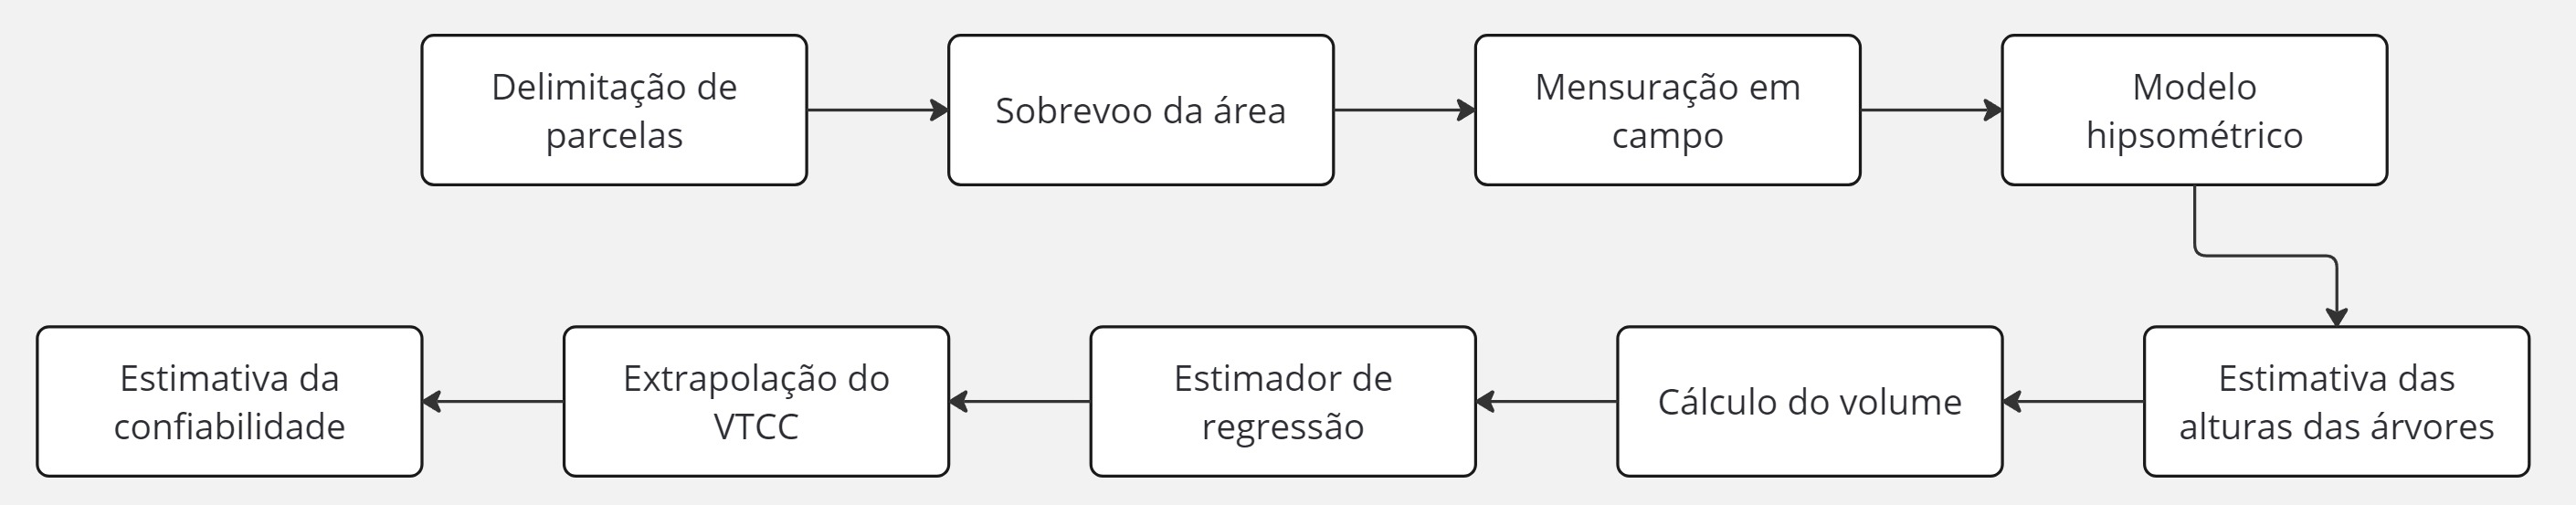 Delimitação de
parcelas
Sobrevoo da área
Mensuração em
campo
Modelo
hipsométrico
Estimativa das
alturas das árvores
Cálculo do volume
Estimador de
regressão
Extrapolação do
VTCC
Estimativa da
confiabilidade